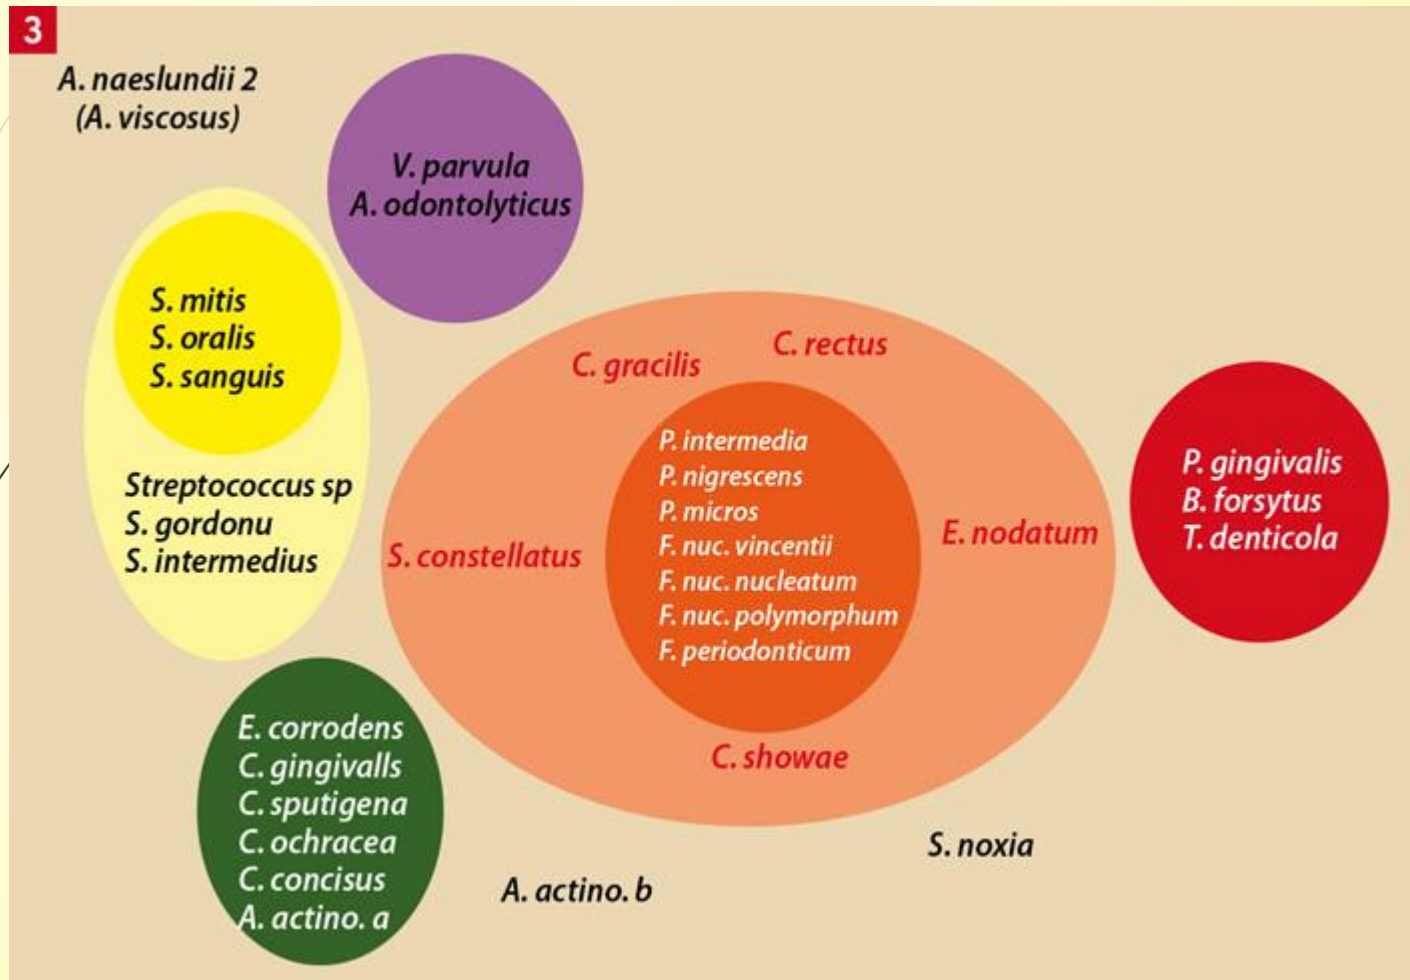 3
A. naeslundii 2
(A. viscosus)
V. parvula
A. odontolyticus
S. mitis
S. oralis
S. sanguis
Streptococcus sp
S. gordonu
S. intermedius
C. gracilis
C. rectus
S. constellatus
E. nodatum
C. showae
P. intermedia
P. nigrescens
P. micros
F. nuc. vincentii
F. nuc. nucleatum
F. nuc. polymorphum
F. periodonticum
P. gingivalis
B. forsytus
T. denticola
E. corrodens
C. gingivalls
C. sputigena
C. ochracea
C. concisus
A. actino. a
A. actino. b
S. noxia